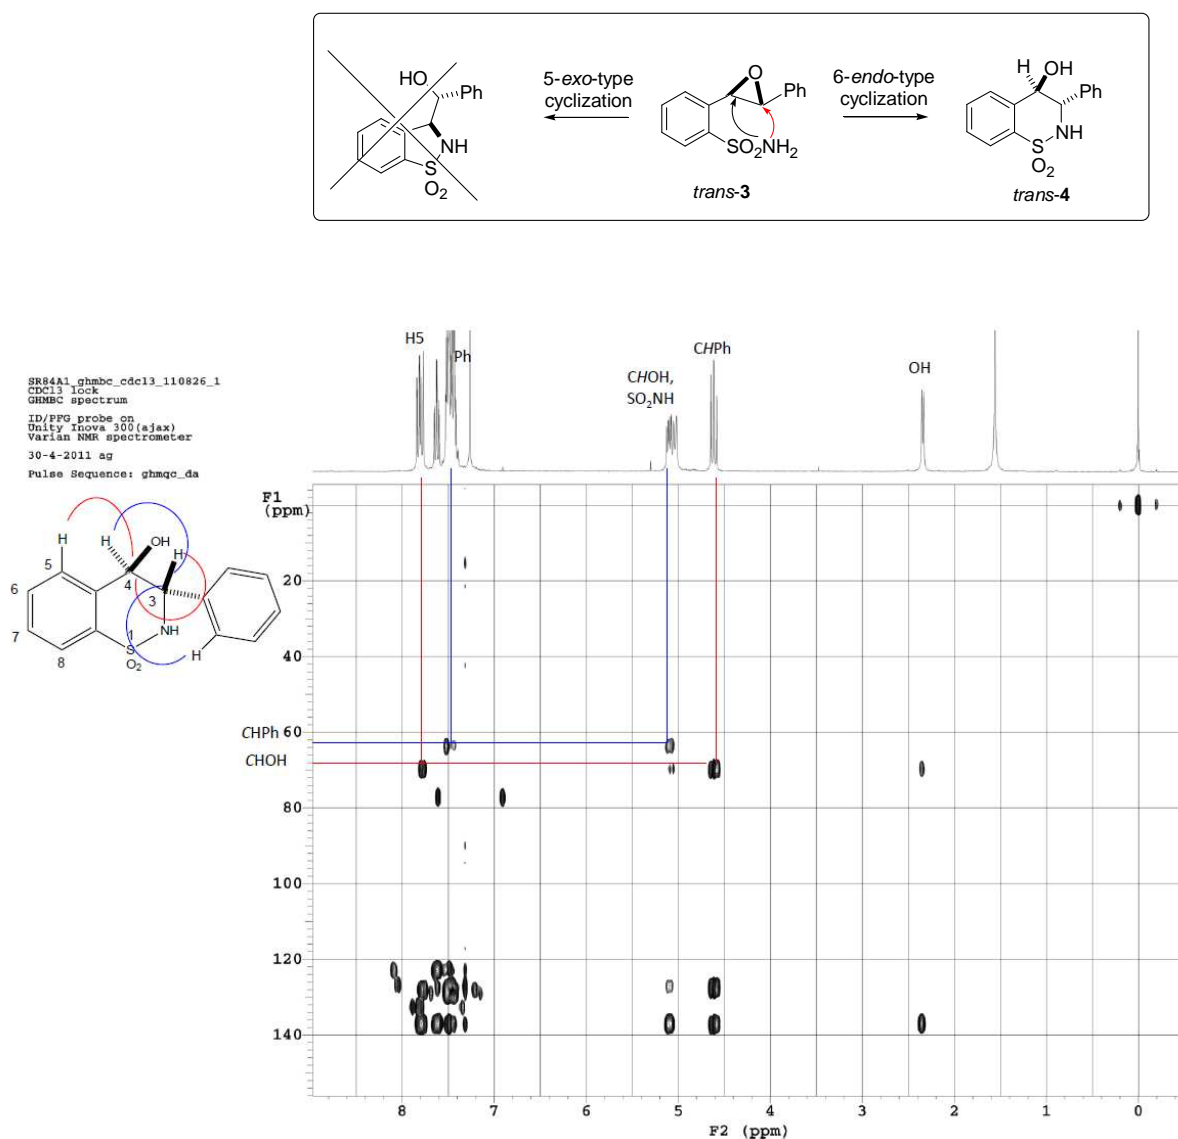 HO
Ph
NH
S
O2
5-exo-type
cyclization
O
Ph
SO2NH2
trans-3
6-endo-type
cyclization
H OH
Ph
NH
S
O2
trans-4
SR84A1_ghmbc_cdcl3_110826_1
CDCl3 lock
GHMBC spectrum
ID/PFG probe on
Unity Inova 300(ajax)
Varian NMR spectrometer
30-4-2011 ag
Pulse Sequence: ghmqc_da
H5
Ph
CHOH,
SO2NH
CHPh
OH
H
H
OH
H
5
4
6
3
7
1
NH
8
S
O2
H
F1
(ppm)
20
40
CHPh 60
CHOH
80
100
120
140
8 7 6 5 4 3 2 1 0
F2 (ppm)